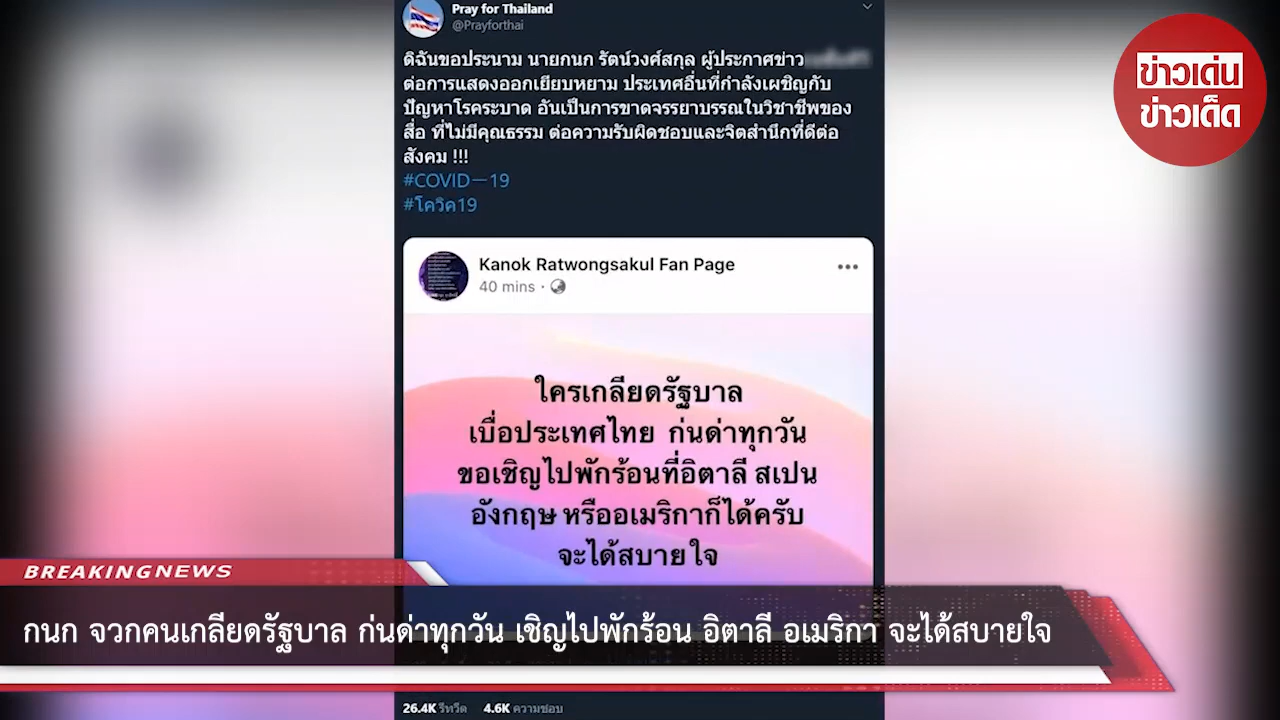 Pray for Thailand
@Prayforthai
ดิฉันขอประนาม นายกนก รัตน์วงศ์สกุล ผู้ประกาศข่าว
ต่อการแสดงออกเยียบหยาม ประเทศอื่นที่กำลังเผชิญกับ
ปัญหาโรคระบาด อันเป็นการขาดจรรยาบรรณในวิชาชีพของ
สื่อ ที่ไม่มีคุณธรรม ต่อความรับผิดชอบและจิตสำนึกที่ดีต่อ
สังคม !!!
#COVID－19
#โควิค19
ข่าวเด่น
ข่าวเด็ด
Kanok Ratwongsakul Fan Page
40 mins ·
ใครเกลียดรัฐบาล
เบื่อประเทศไทย ก่นด่าทุกวัน
ขอเชิญไปพักร้อนที่อิตาลี สเปน
อังกฤษ หรืออเมริกาก็ได้ครับ
จะได้สบายใจ
BREAKINGNEWS
กนก จวกคนเกลียดรัฐบาล ก่นด่าทุกวัน เชิญไปพักร้อน อิตาลี อเมริกา จะได้สบายใจ
26.4K รีทวีต 4.6K ความชอบ